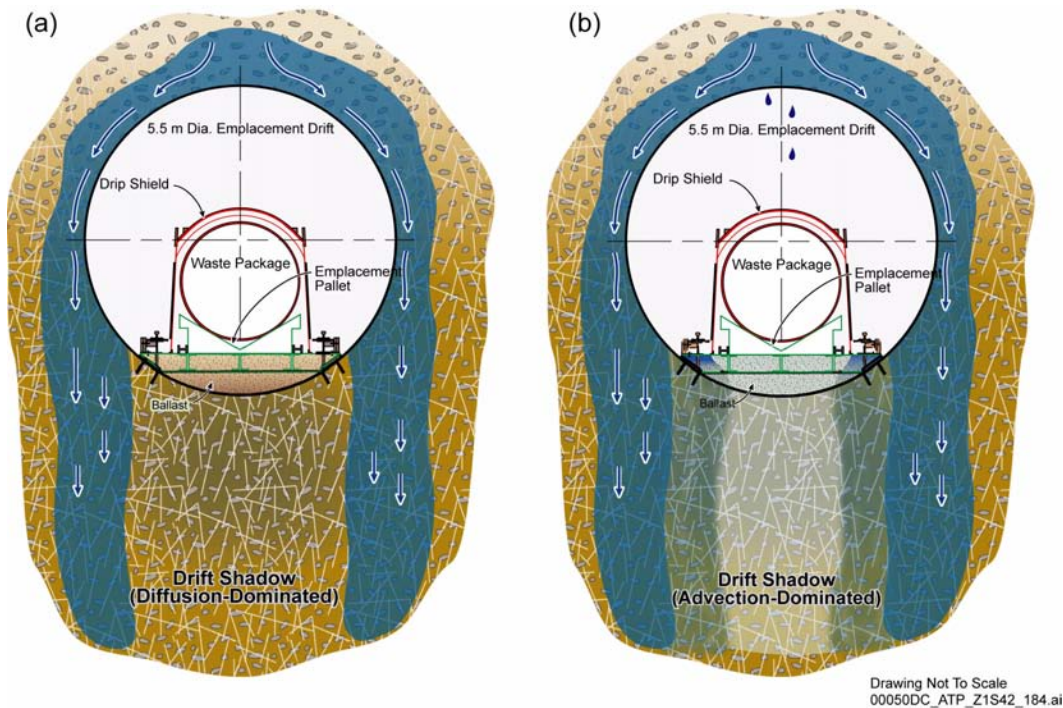 (a)
5.5 m Dia. Emplacement Drift
Drip Shield
Waste Package
Emplacement
Pallet
Ballast
Drift Shadow
(Diffusion-Dominated)
(b)
5.5 m Dia. Emplacement Drift
Drip Shield
Waste Package
Emplacement
Pallet
Ballast
Drift Shadow
(Advection-Dominated)
Drawing Not To Scale
00050DC_ATP_Z1S42_184.ai